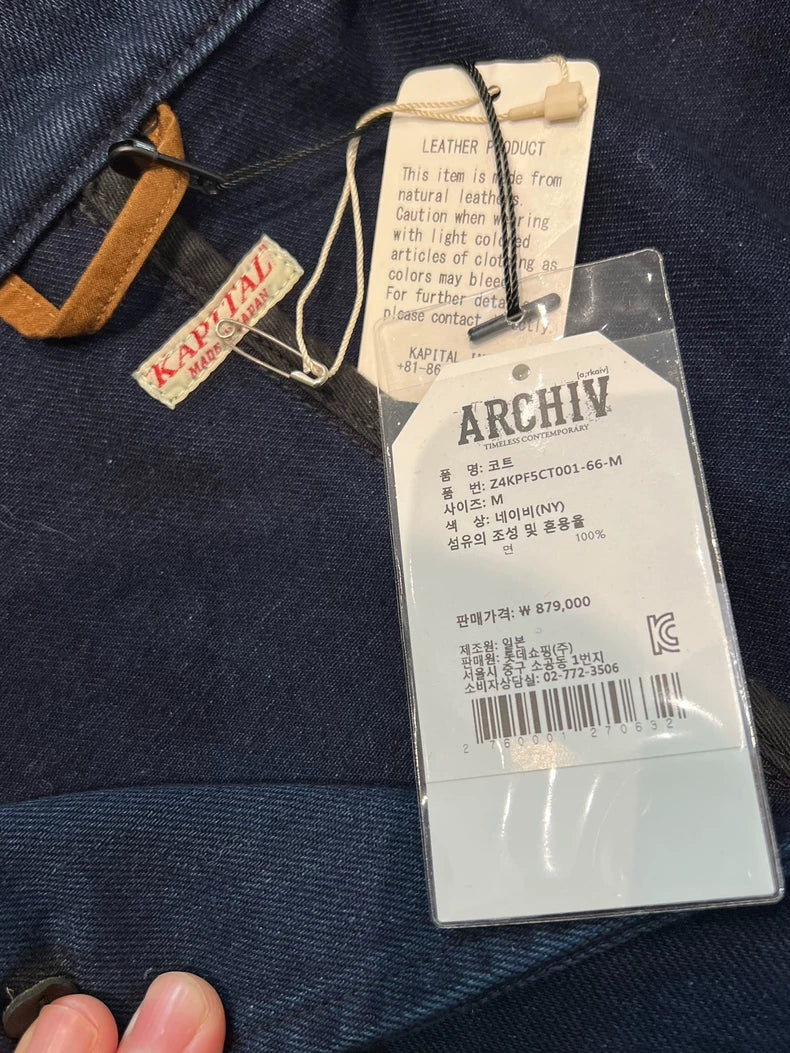 LEATHER PRODUCT
This item is made from
natural leathers.
Caution when wearing
with light colored
articles of clothing as
colors may bleed
For further details
please contact directly.
KAPITAL
+81-86
KAPITAL
MADE IN JAPAN
[a;rkaiv]
ARCHIV
TIMELESS CONTEMPORARY
품 명: 코트
품 번: Z4KPF5CT001-66-M
사이즈: M
색 상: 네이비(NY)
섬유의 조성 및 혼용율
면 100%
판매가격: ₩ 879,000
제조원: 일본
판매원: 롯데쇼핑(주)
서울시 중구 소공동 1번지
소비자상담실: 02-772-3506
2 760001 270632